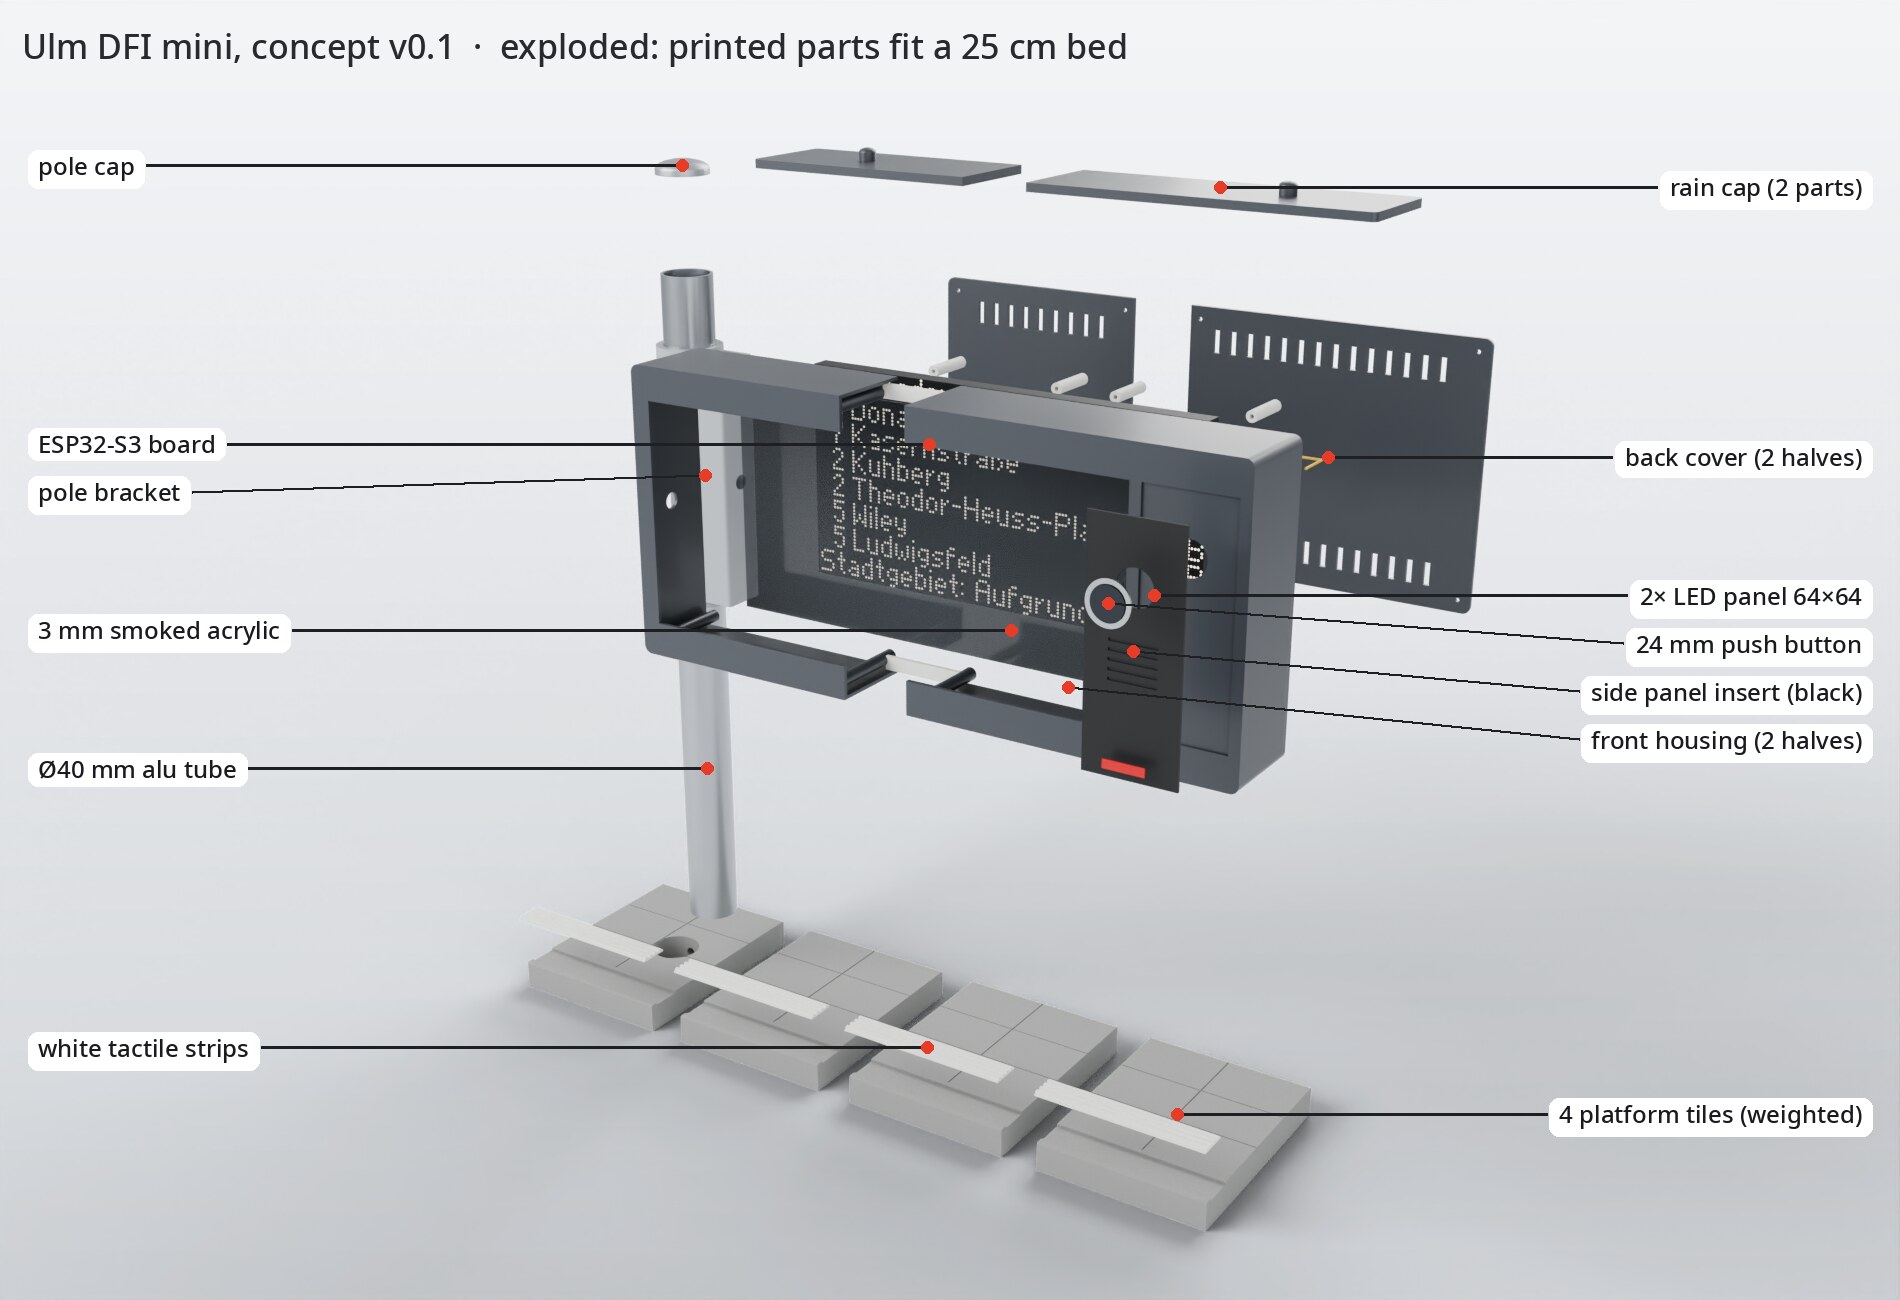 Ulm DFI mini, concept v0.1 · exploded: printed parts fit a 25 cm bed
pole cap
rain cap (2 parts)
ESP32-S3 board
pole bracket
back cover (2 halves)
2 Kuhberg
2 Theodor-Heuss-Pla
5 Wiley
5 Ludwigsfeld
Stadtgebiet: Aufgrund
3 mm smoked acrylic
2× LED panel 64×64
24 mm push button
side panel insert (black)
front housing (2 halves)
Ø40 mm alu tube
white tactile strips
4 platform tiles (weighted)